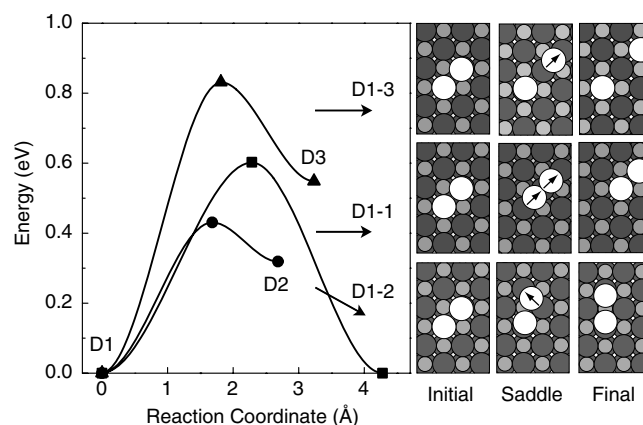 1.0
0.8
0.6
0.4
0.2
0.0
Energy (eV)
D1
D3
D2
D1-3
D1-1
D1-2
0
1
2
3
4
Reaction Coordinate (Å)
Initial
Saddle
Final